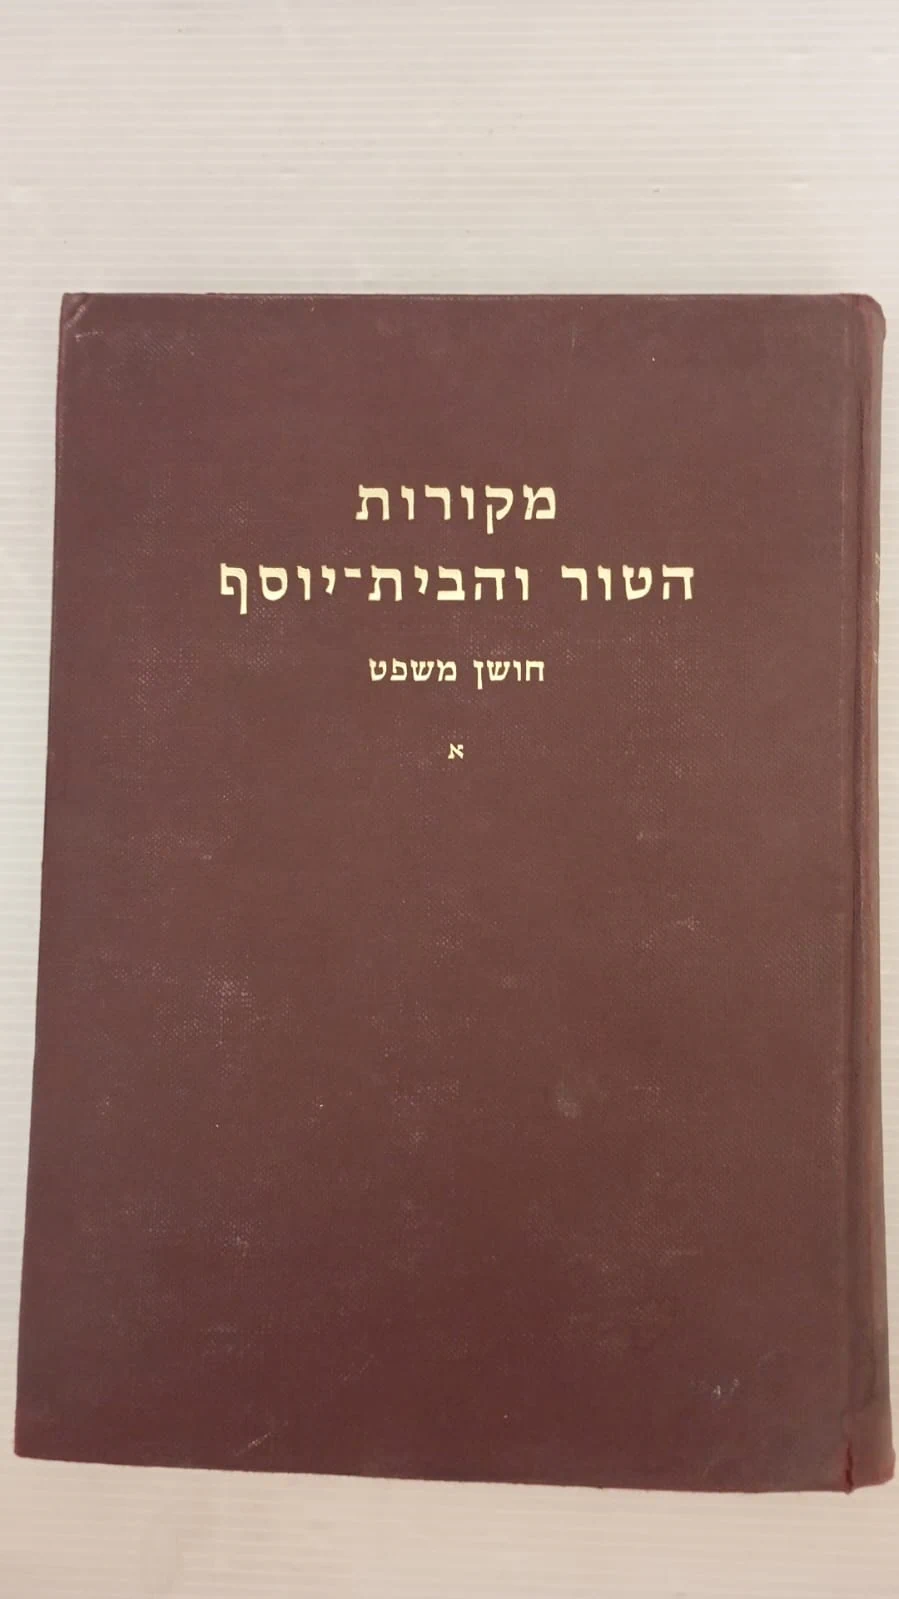 מקורות
הטור והבית־יוסף
חושן משפט
א